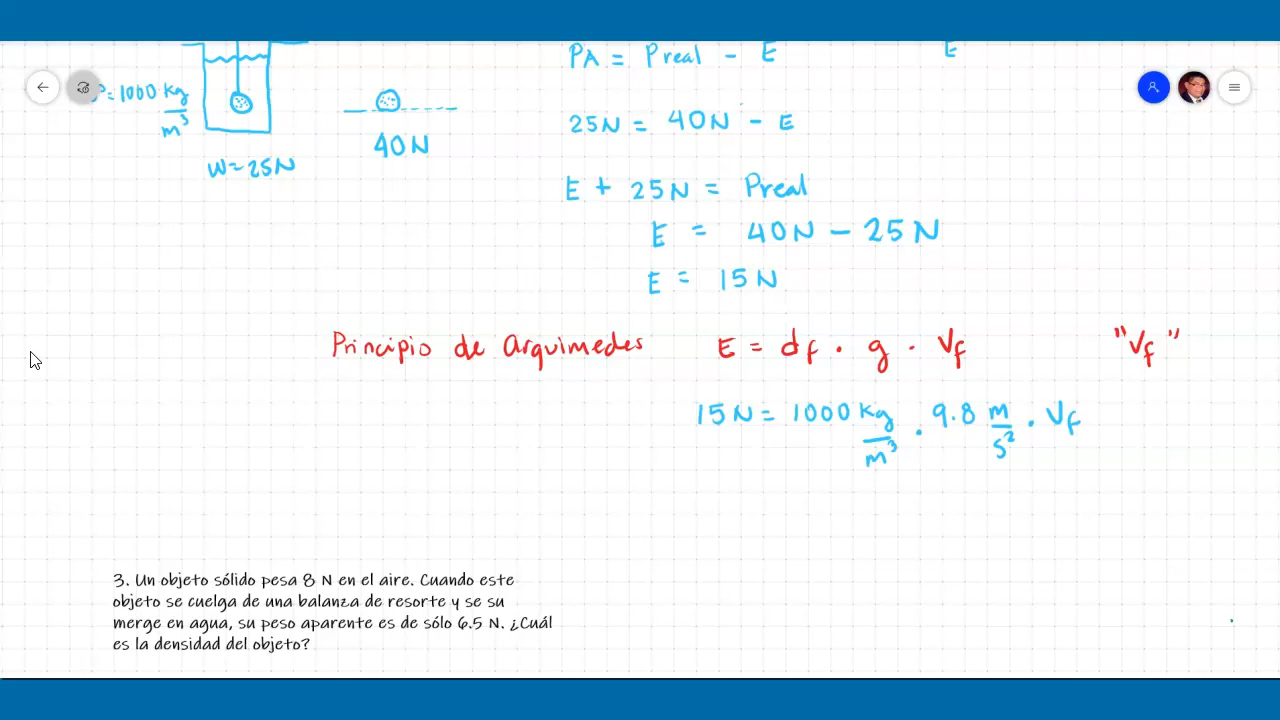 PA = Preal - E
E
ρ = 1000 kg/m³
25N = 40N - E
40N
W = 25N
E + 25N = Preal
E = 40N - 25N
E = 15N
Principio de Arquimedes E = df · g · Vf "Vf"
15N = 1000 kg/m³ · 9.8 m/s² · Vf
3. Un objeto sólido pesa 8 N en el aire. Cuando este
objeto se cuelga de una balanza de resorte y se su
merge en agua, su peso aparente es de sólo 6.5 N. ¿Cuál
es la densidad del objeto?